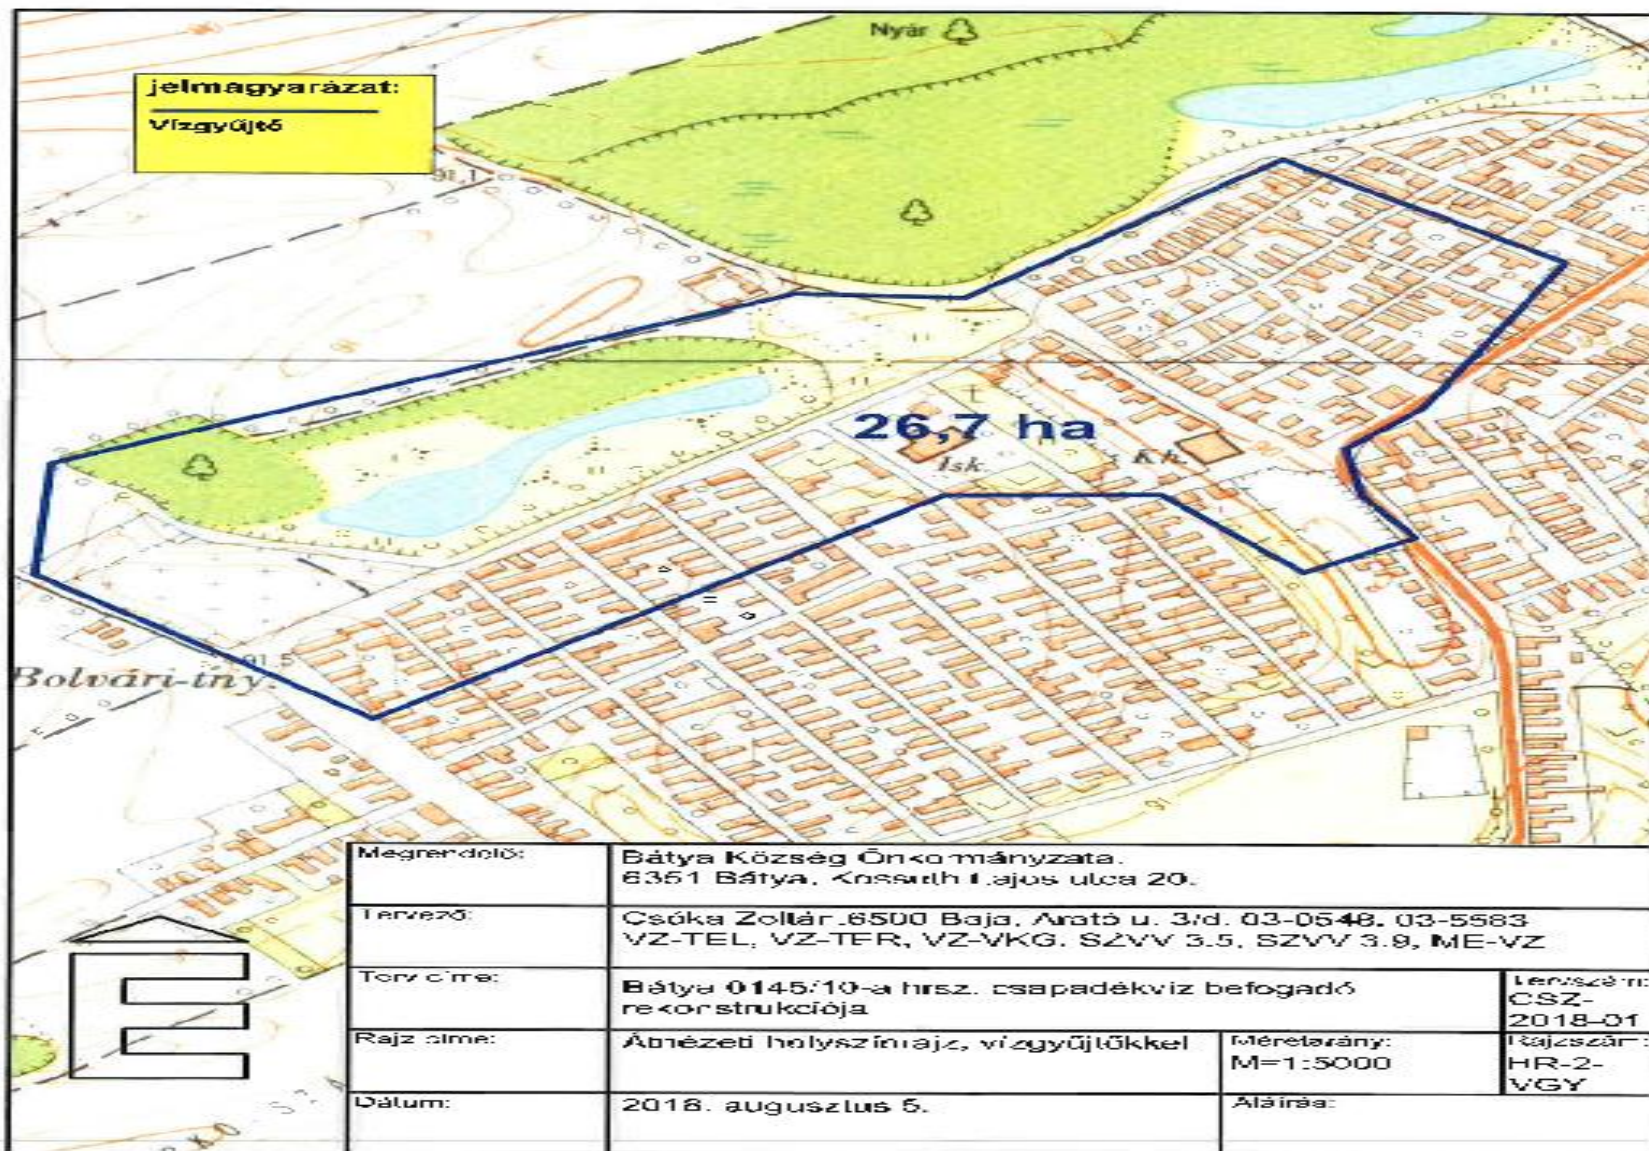 Nyár
jelmagyarázat:
Vízgyűjtő
91,1
26,7 ha
Isk.
Kh.
91,5
Bolvári-tny.
Megrendelő:
Bátya Község Önkormányzata.
6351 Bátya, Kossuth Lajos utca 20.
Tervező:
Csóka Zoltán 6500 Baja, Arató u. 3/d. 03-0548. 03-5583
VZ-TEL, VZ-TER, VZ-VKG. SZVV 3.5, SZVV 3.9, ME-VZ
Terv címe:
Bátya 0145/10-a hrsz. csapadékvíz befogadó
rekonstrukciója
Tervszám:
CSZ-
2018-01
Rajz címe:
Átnézeti helyszínrajz, vízgyűjtőkkel
Méretarány:
M=1:5000
Rajzszám:
HR-2-
VGY
Dátum:
2018. augusztus 5.
Aláírás:
É